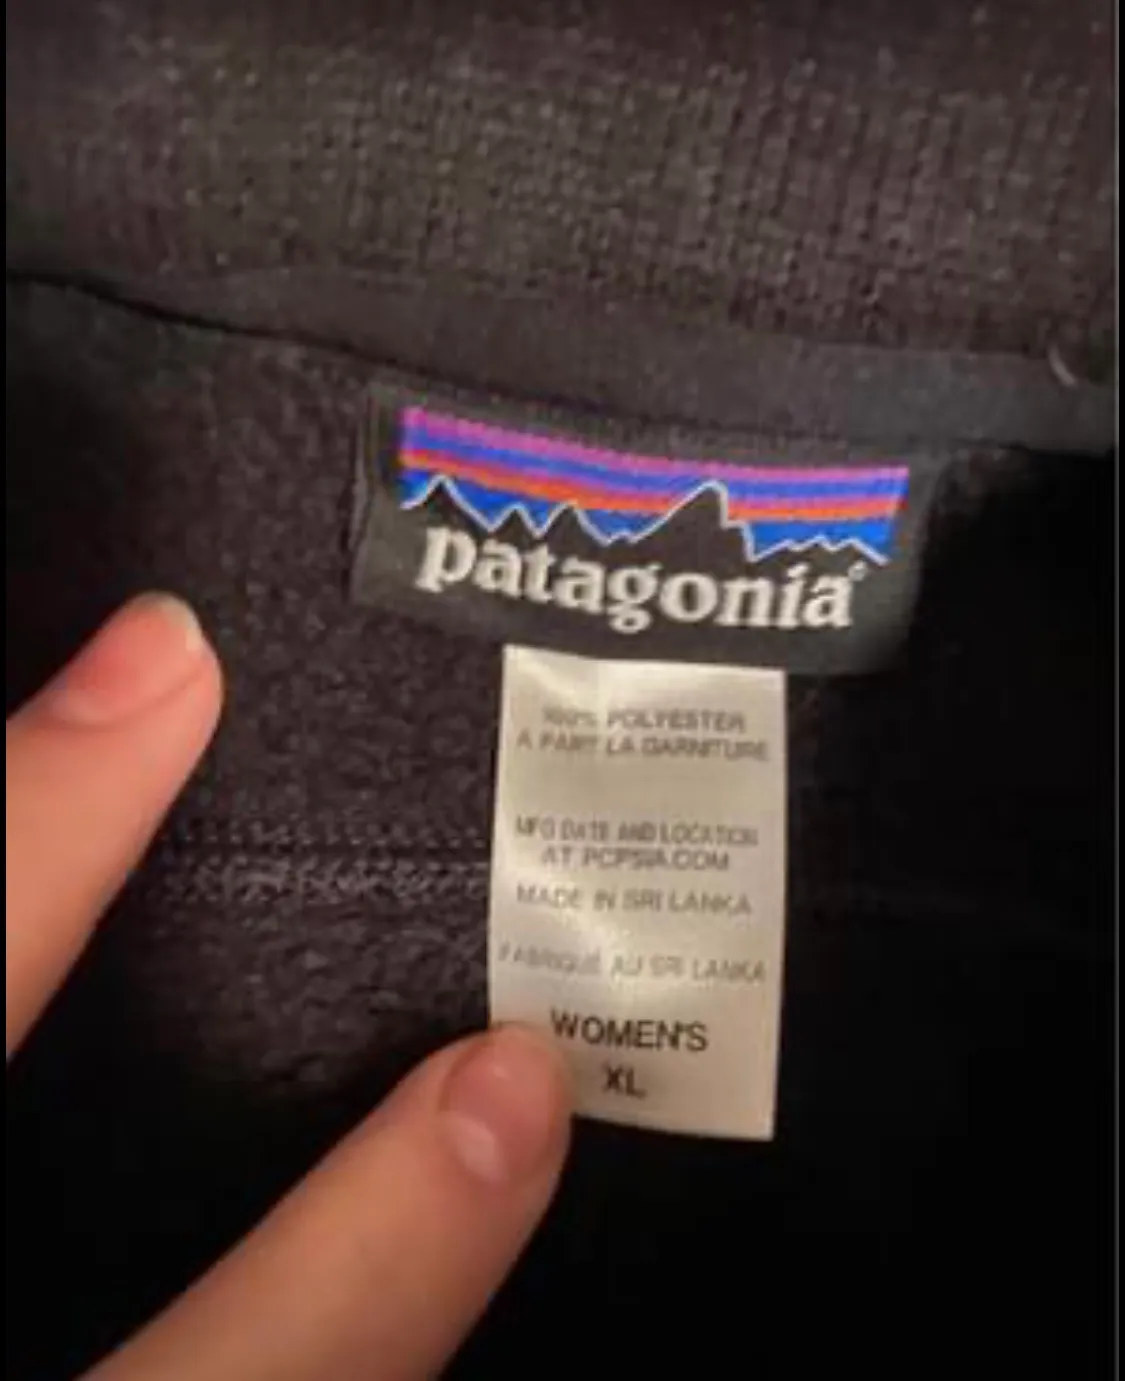 patagonia®
100% POLYESTER
A PART LA GARNITURE
MFG DATE AND LOCATION
AT PCPSIA.COM
MADE IN SRI LANKA
FABRIQUÉ AU SRI LANKA
WOMEN'S
XL